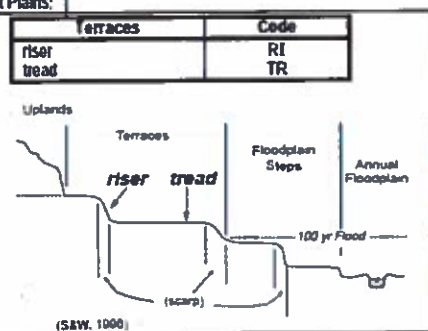 t Plains:
Terraces Code
riser RI
tread TR
Uplands
Terraces
Floodplain
Steps
Annual
Floodplain
riser tread
100 yr Flood
(scarp)
(S&W, 1996)